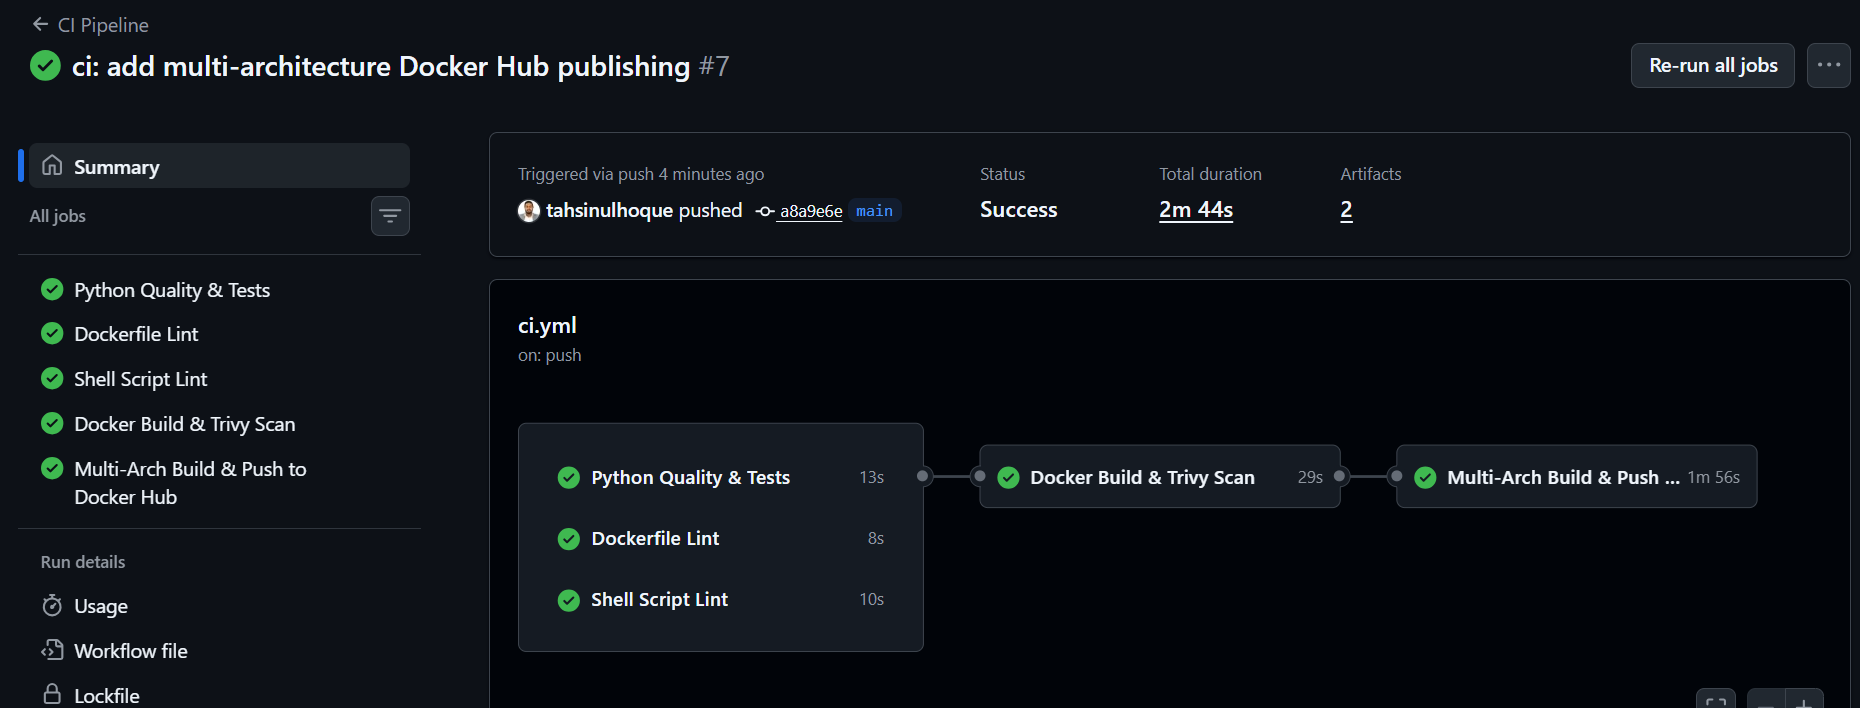 CI Pipeline
ci: add multi-architecture Docker Hub publishing #7
Re-run all jobs
Summary
All jobs
Python Quality & Tests
Dockerfile Lint
Shell Script Lint
Docker Build & Trivy Scan
Multi-Arch Build & Push to
Docker Hub
Run details
Usage
Workflow file
Lockfile
Triggered via push 4 minutes ago
tahsinulhoque pushed a8a9e6e main
Status
Success
Total duration
2m 44s
Artifacts
2
ci.yml
on: push
Python Quality & Tests 13s
Dockerfile Lint 8s
Shell Script Lint 10s
Docker Build & Trivy Scan 29s
Multi-Arch Build & Push ... 1m 56s